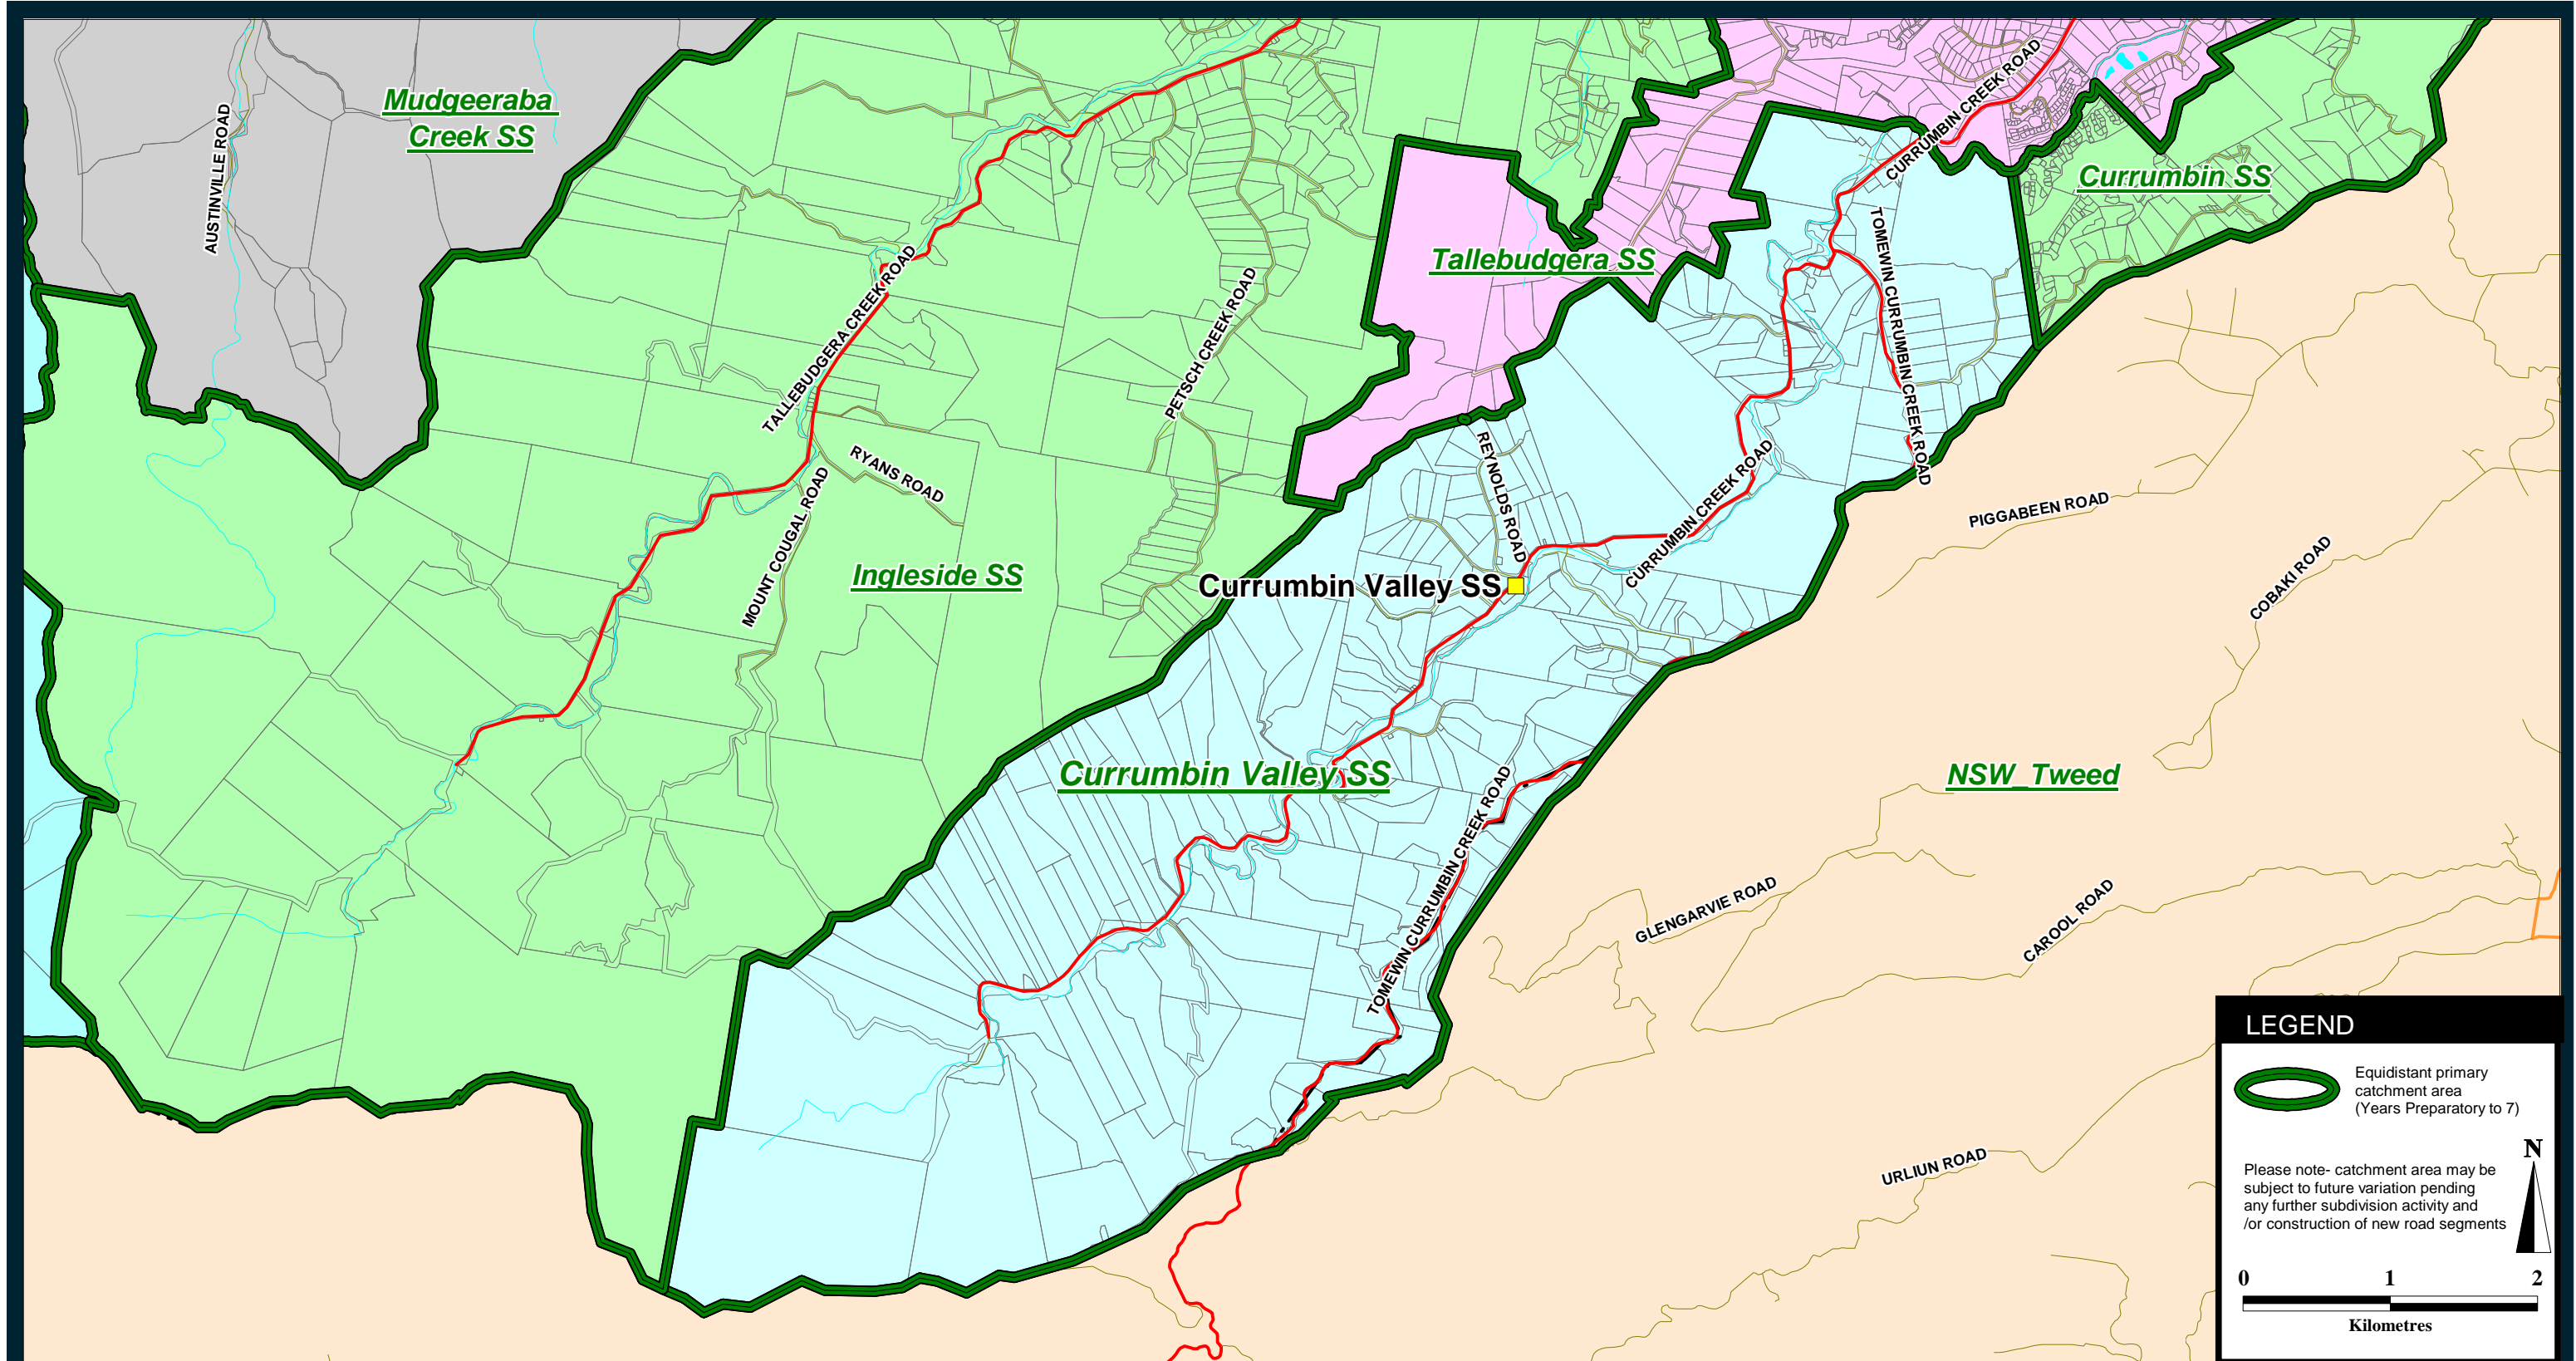 Mudgeeraba
Creek SS
AUSTINVILLE ROAD
CURRUMBIN CREEK ROAD
Currumbin SS
Tallebudgera SS
TOMEWIN CURRUMBIN CREEK ROAD
TALLEBUDGERA CREEK ROAD
PETSCH CREEK ROAD
RYANS ROAD
REYNOLDS ROAD
MOUNT COUGAL ROAD
Ingleside SS
Currumbin Valley SS
CURRUMBIN CREEK ROAD
PIGGABEEN ROAD
COBAKI ROAD
Currumbin Valley SS
TOMEWIN CURRUMBIN CREEK ROAD
NSW_Tweed
GLENGARVIE ROAD
CAROOL ROAD
URLIUN ROAD
LEGEND
Equidistant primary
catchment area
(Years Preparatory to 7)
N
Please note- catchment area may be
subject to future variation pending
any further subdivision activity and
/or construction of new road segments
0 1 2
Kilometres